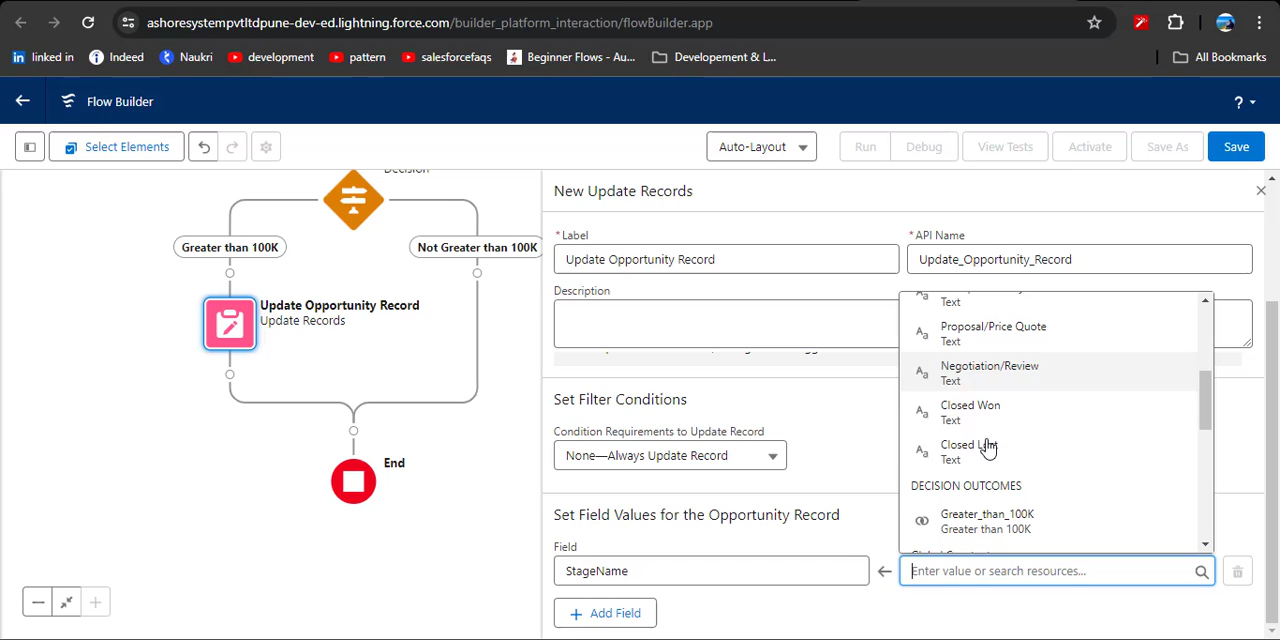 ashoresystempvtltdpune-dev-ed.lightning.force.com/builder_platform_interaction/flowBuilder.app
linked in
Indeed
Naukri
development
pattern
salesforcefaqs
Beginner Flows - Au...
Developement & L...
All Bookmarks
Flow Builder
?
Select Elements
Auto-Layout
Run
Debug
View Tests
Activate
Save As
Save
Decision
Greater than 100K
Not Greater than 100K
Update Opportunity Record
Update Records
End
New Update Records
*Label
Update Opportunity Record
*API Name
Update_Opportunity_Record
Description
Aa
Text
Aa
Proposal/Price Quote
Text
Aa
Negotiation/Review
Text
Aa
Closed Won
Text
Aa
Text
DECISION OUTCOMES
Greater_than_100K
Greater than 100K
Set Filter Conditions
Condition Requirements to Update Record
None—Always Update Record
Set Field Values for the Opportunity Record
Field
StageName
Enter value or search resources...
Add Field